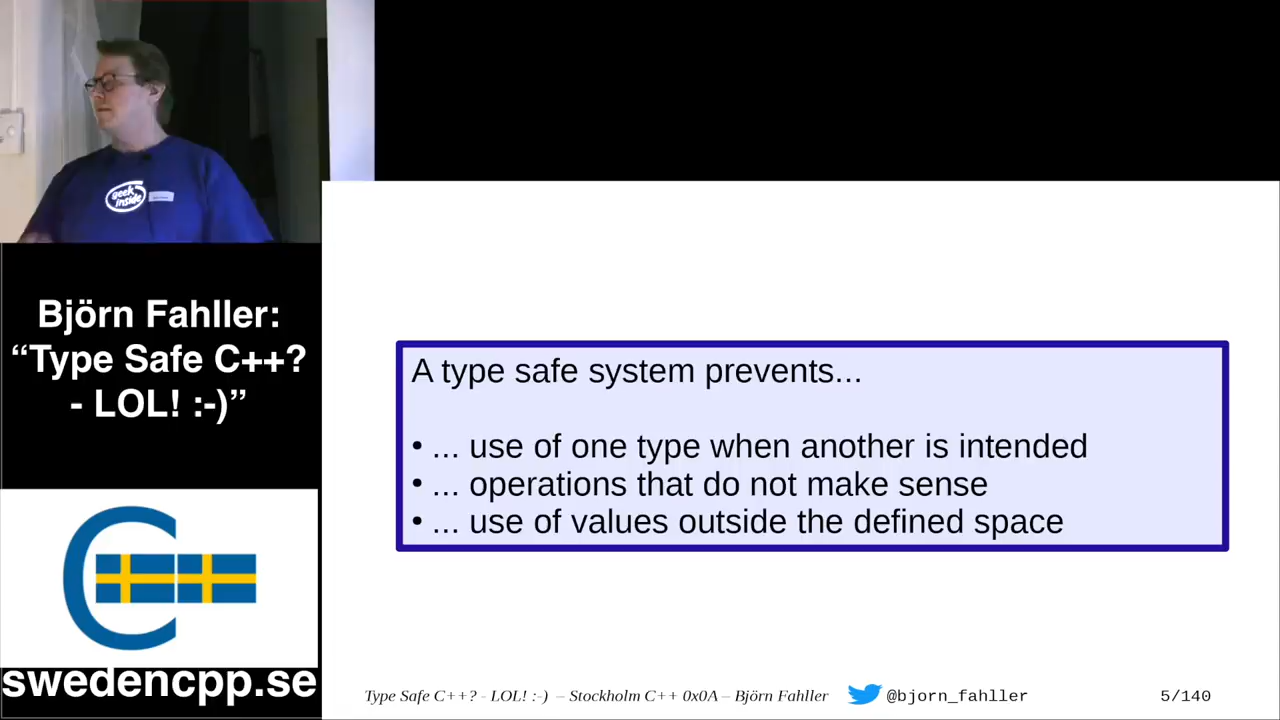 geek
inside
Björn Fahller:
“Type Safe C++?
- LOL! :-)”
swedencpp.se
A type safe system prevents...
• ... use of one type when another is intended
• ... operations that do not make sense
• ... use of values outside the defined space
Type Safe C++? - LOL! :-) – Stockholm C++ 0x0A – Björn Fahller @bjorn_fahller 5/140